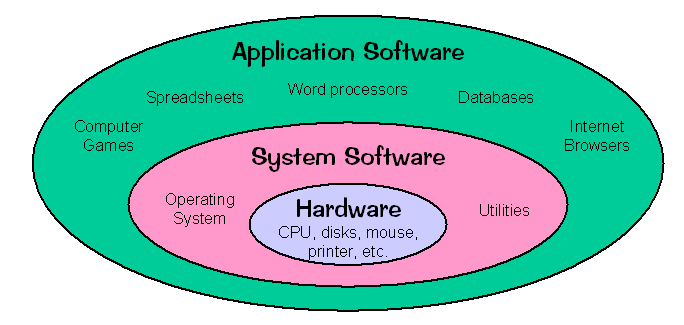 Application Software
Word processors
Spreadsheets
Databases
Computer
Games
Internet
Browsers
System Software
Operating
System
Utilities
Hardware
CPU, disks, mouse,
printer, etc.